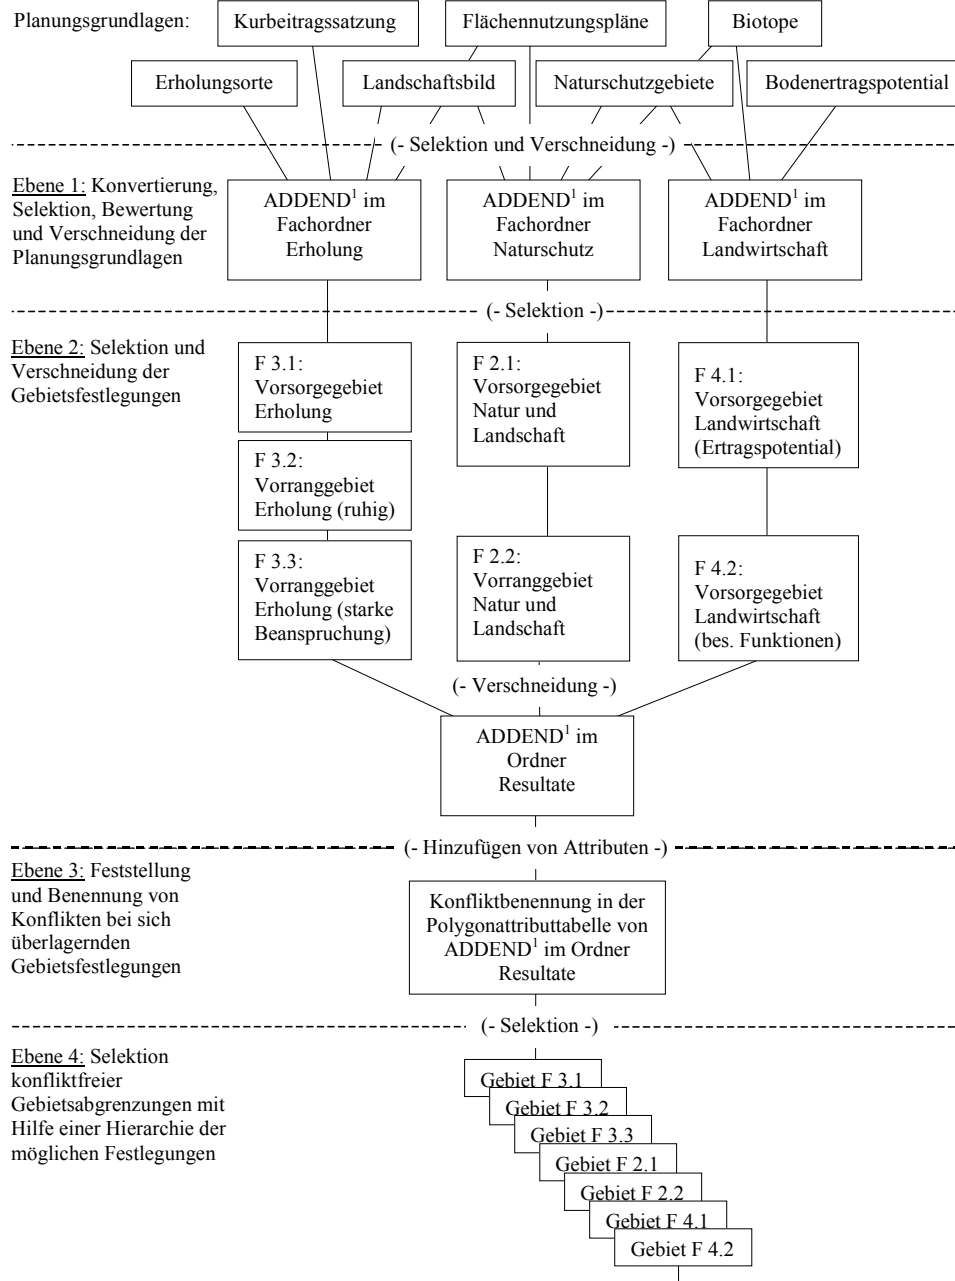 Planungsgrundlagen:
Kurbeitragssatzung
Flächennutzungspläne
Biotope
Erholungsorte
Landschaftsbild
Naturschutzgebiete
Bodenertragspotential
(- Selektion und Verschneidung -)
Ebene 1: Konvertierung,
Selektion, Bewertung
und Verschneidung der
Planungsgrundlagen
ADDEND¹ im
Fachordner
Erholung
ADDEND¹ im
Fachordner
Naturschutz
ADDEND¹ im
Fachordner
Landwirtschaft
(- Selektion -)
Ebene 2: Selektion und
Verschneidung der
Gebietsfestlegungen
F 3.1:
Vorsorgegebiet
Erholung
F 3.2:
Vorranggebiet
Erholung (ruhig)
F 3.3:
Vorranggebiet
Erholung (starke
Beanspruchung)
F 2.1:
Vorsorgegebiet
Natur und
Landschaft
F 2.2:
Vorranggebiet
Natur und
Landschaft
F 4.1:
Vorsorgegebiet
Landwirtschaft
(Ertragspotential)
F 4.2:
Vorsorgegebiet
Landwirtschaft
(bes. Funktionen)
(- Verschneidung -)
ADDEND¹ im
Ordner
Resultate
(- Hinzufügen von Attributen -)
Ebene 3: Feststellung
und Benennung von
Konflikten bei sich
überlagernden
Gebietsfestlegungen
Konfliktbenennung in der
Polygonattributtabelle von
ADDEND¹ im Ordner
Resultate
(- Selektion -)
Ebene 4: Selektion
konfliktfreier
Gebietsabgrenzungen mit
Hilfe einer Hierarchie der
möglichen Festlegungen
Gebiet F 3.1
Gebiet F 3.2
Gebiet F 3.3
Gebiet F 2.1
Gebiet F 2.2
Gebiet F 4.1
Gebiet F 4.2